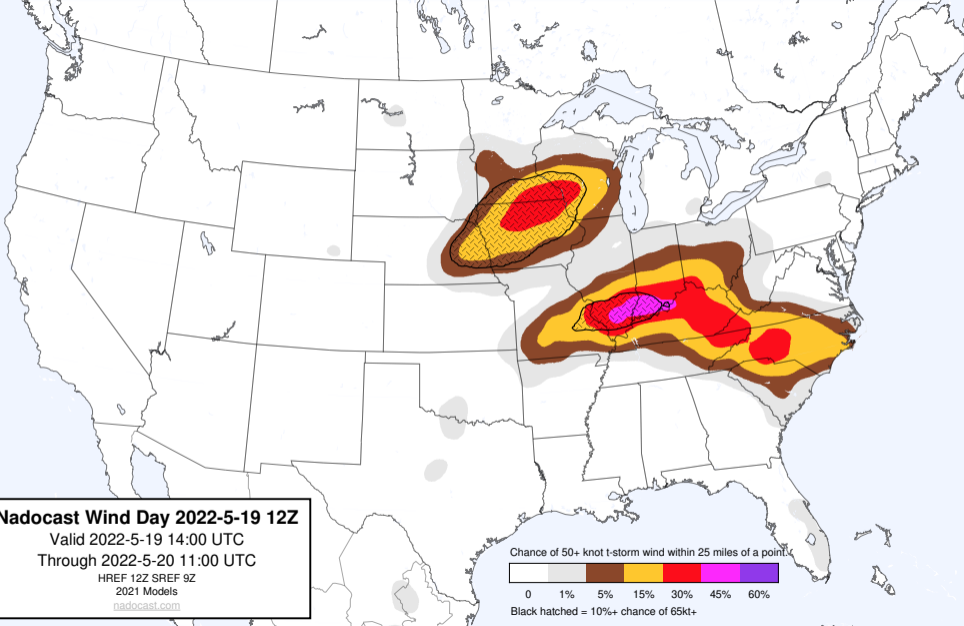 Nadocast Wind Day 2022-5-19 12Z
Valid 2022-5-19 14:00 UTC
Through 2022-5-20 11:00 UTC
HREF 12Z SREF 9Z
2021 Models
nadocast.com
Chance of 50+ knot t-storm wind within 25 miles of a point.
0 1% 5% 15% 30% 45% 60%
Black hatched = 10%+ chance of 65kt+